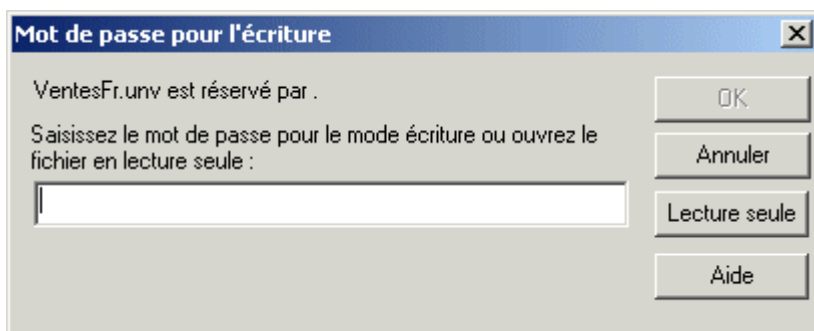 Mot de passe pour l'écriture
VentesFr.unv est réservé par .
Saisissez le mot de passe pour le mode écriture ou ouvrez le
fichier en lecture seule :
OK
Annuler
Lecture seule
Aide